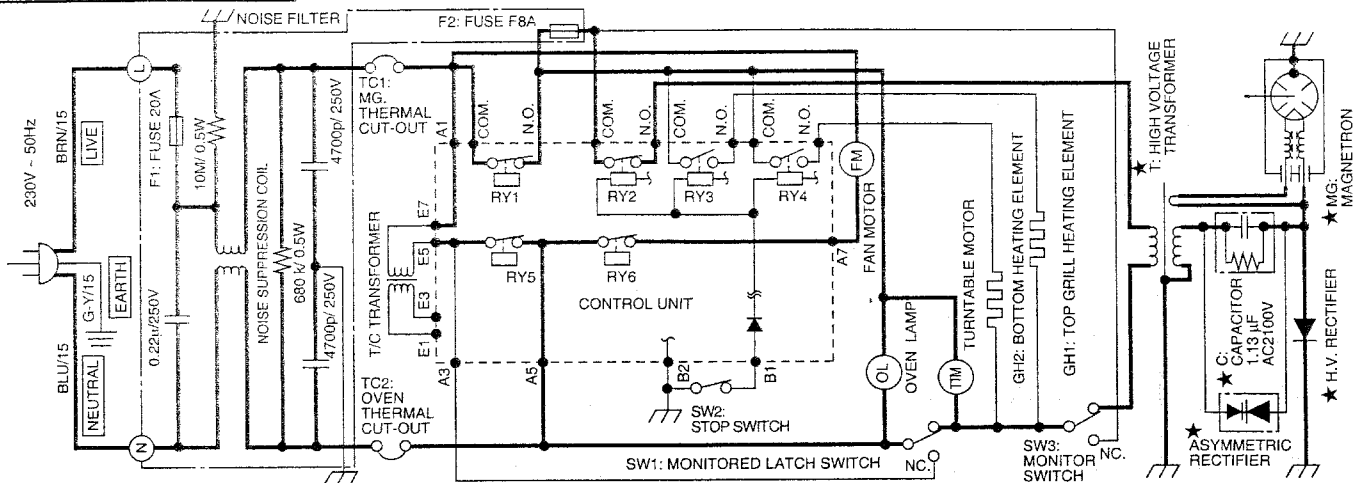 NOISE FILTER
F2: FUSE F8A
230V ~ 50Hz
BRN/15
LIVE
L
F1: FUSE 20A
10M/ 0.5W
4700p/ 250V
TC1:
MG.
THERMAL
CUT-OUT
A1
COM.
N.O.
COM.
N.O.
COM.
N.O.
COM.
N.O.
RY1
RY2
RY3
RY4
FM
FAN MOTOR
E7
E5
E3
E1
T/C TRANSFORMER
RY5
RY6
A7
CONTROL UNIT
G-Y/15
EARTH
BLU/15
NEUTRAL
N
0.22µ/250V
NOISE SUPPRESSION COIL
680 k/ 0.5W
4700p/ 250V
TC2:
OVEN
THERMAL
CUT-OUT
A3
A5
B2
B1
SW2:
STOP SWITCH
OL
OVEN LAMP
TTM
TURNTABLE MOTOR
GH2: BOTTOM HEATING ELEMENT
GH1: TOP GRILL HEATING ELEMENT
SW1: MONITORED LATCH SWITCH
NC.
SW3:
MONITOR
SWITCH
NC.
★ T: HIGH VOLTAGE
TRANSFORMER
★ MG:
MAGNETRON
★ C:
CAPACITOR
1.13 µF
AC2100V
★ H.V. RECTIFIER
★ ASYMMETRIC
RECTIFIER